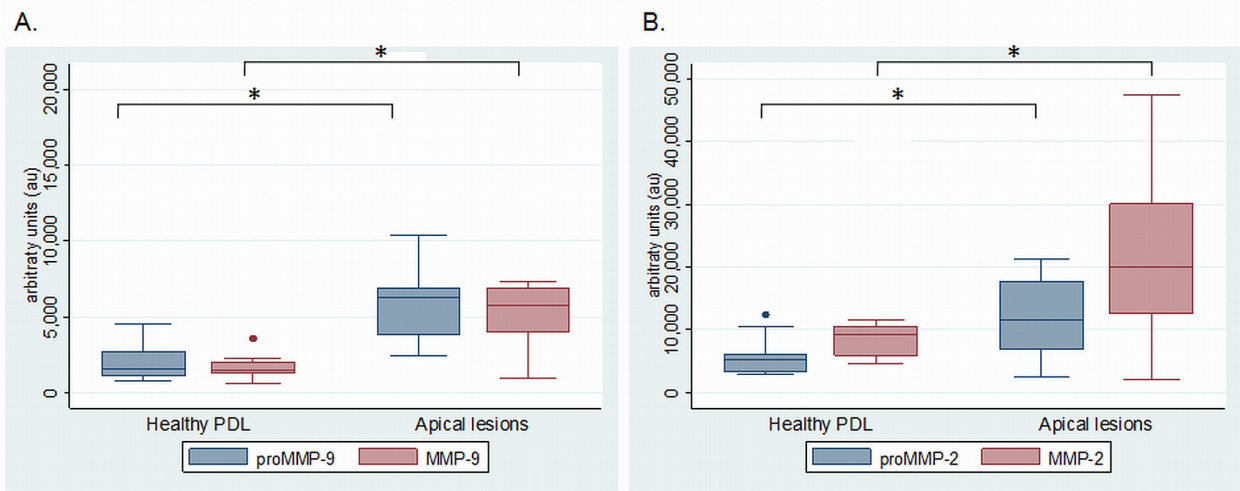 A.
*
*
arbitraty units (au)
20,000
15,000
10,000
5,000
0
Healthy PDL Apical lesions
proMMP-9 MMP-9
B.
*
*
arbitraty units (au)
50,000
40,000
30,000
20,000
10,000
0
Healthy PDL Apical lesions
proMMP-2 MMP-2